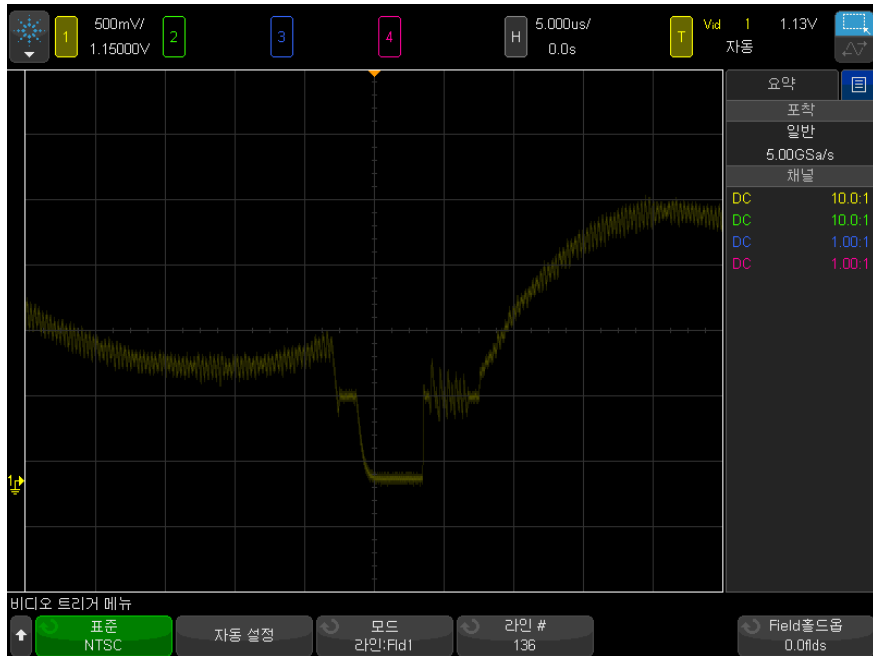 1 500mV/ 2 3 4 H 5.000us/ T Vid 1 1.13V
1.15000V 0.0s 자동
요약
포착
일반
5.00GSa/s
채널
DC 10.0:1
DC 10.0:1
DC 1.00:1
DC 1.00:1
1
비디오 트리거 메뉴
표준 자동 설정 모드 라인 # Field홀드옵
NTSC 라인:Fld1 136 0.0flds